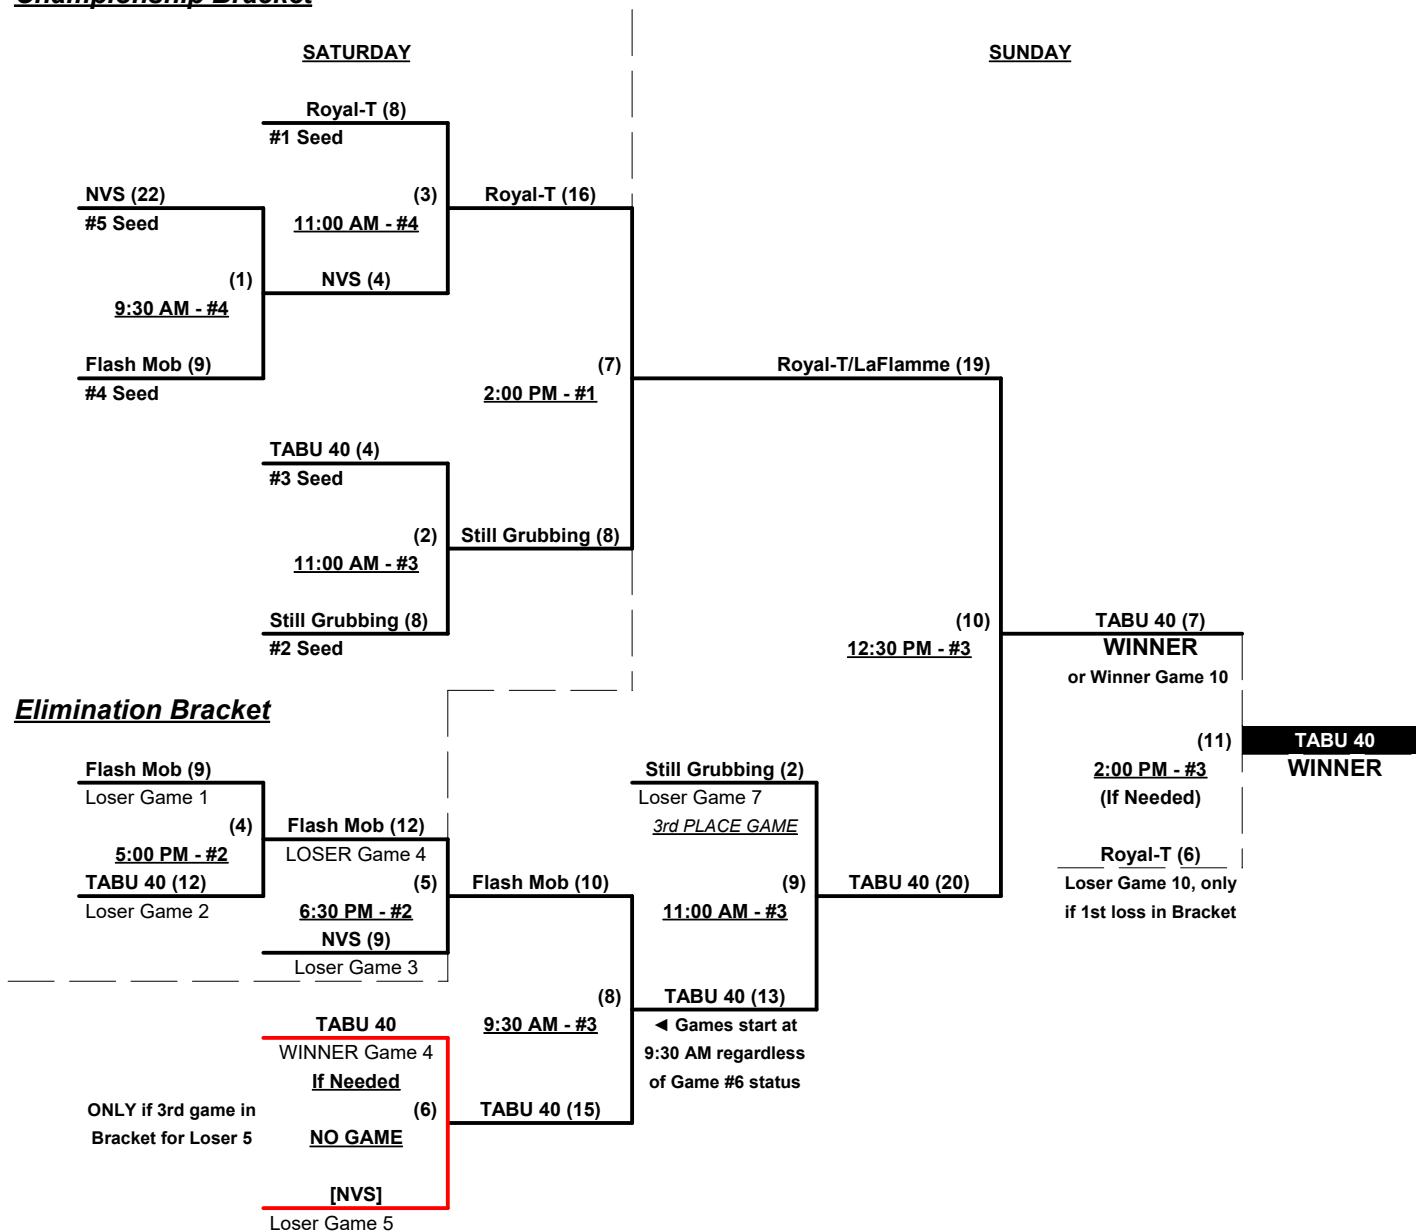 Championship Bracket
SATURDAY
SUNDAY
Royal-T (8)
#1 Seed
NVS (22)
#5 Seed
(3)
11:00 AM - #4
Royal-T (16)
(1)
9:30 AM - #4
NVS (4)
Flash Mob (9)
#4 Seed
(7)
2:00 PM - #1
Royal-T/LaFlamme (19)
TABU 40 (4)
#3 Seed
(2)
11:00 AM - #3
Still Grubbing (8)
Still Grubbing (8)
#2 Seed
(10)
12:30 PM - #3
TABU 40 (7)
WINNER
or Winner Game 10
Elimination Bracket
(11)
2:00 PM - #3
(If Needed)
TABU 40
WINNER
Flash Mob (9)
Loser Game 1
(4)
5:00 PM - #2
TABU 40 (12)
Loser Game 2
Flash Mob (12)
LOSER Game 4
(5)
6:30 PM - #2
NVS (9)
Loser Game 3
Flash Mob (10)
Still Grubbing (2)
Loser Game 7
3rd PLACE GAME
(9)
11:00 AM - #3
TABU 40 (20)
Royal-T (6)
Loser Game 10, only
if 1st loss in Bracket
(8)
9:30 AM - #3
TABU 40 (13)
◄ Games start at
9:30 AM regardless
of Game #6 status
TABU 40
WINNER Game 4
If Needed
ONLY if 3rd game in
Bracket for Loser 5
(6)
NO GAME
TABU 40 (15)
[NVS]
Loser Game 5